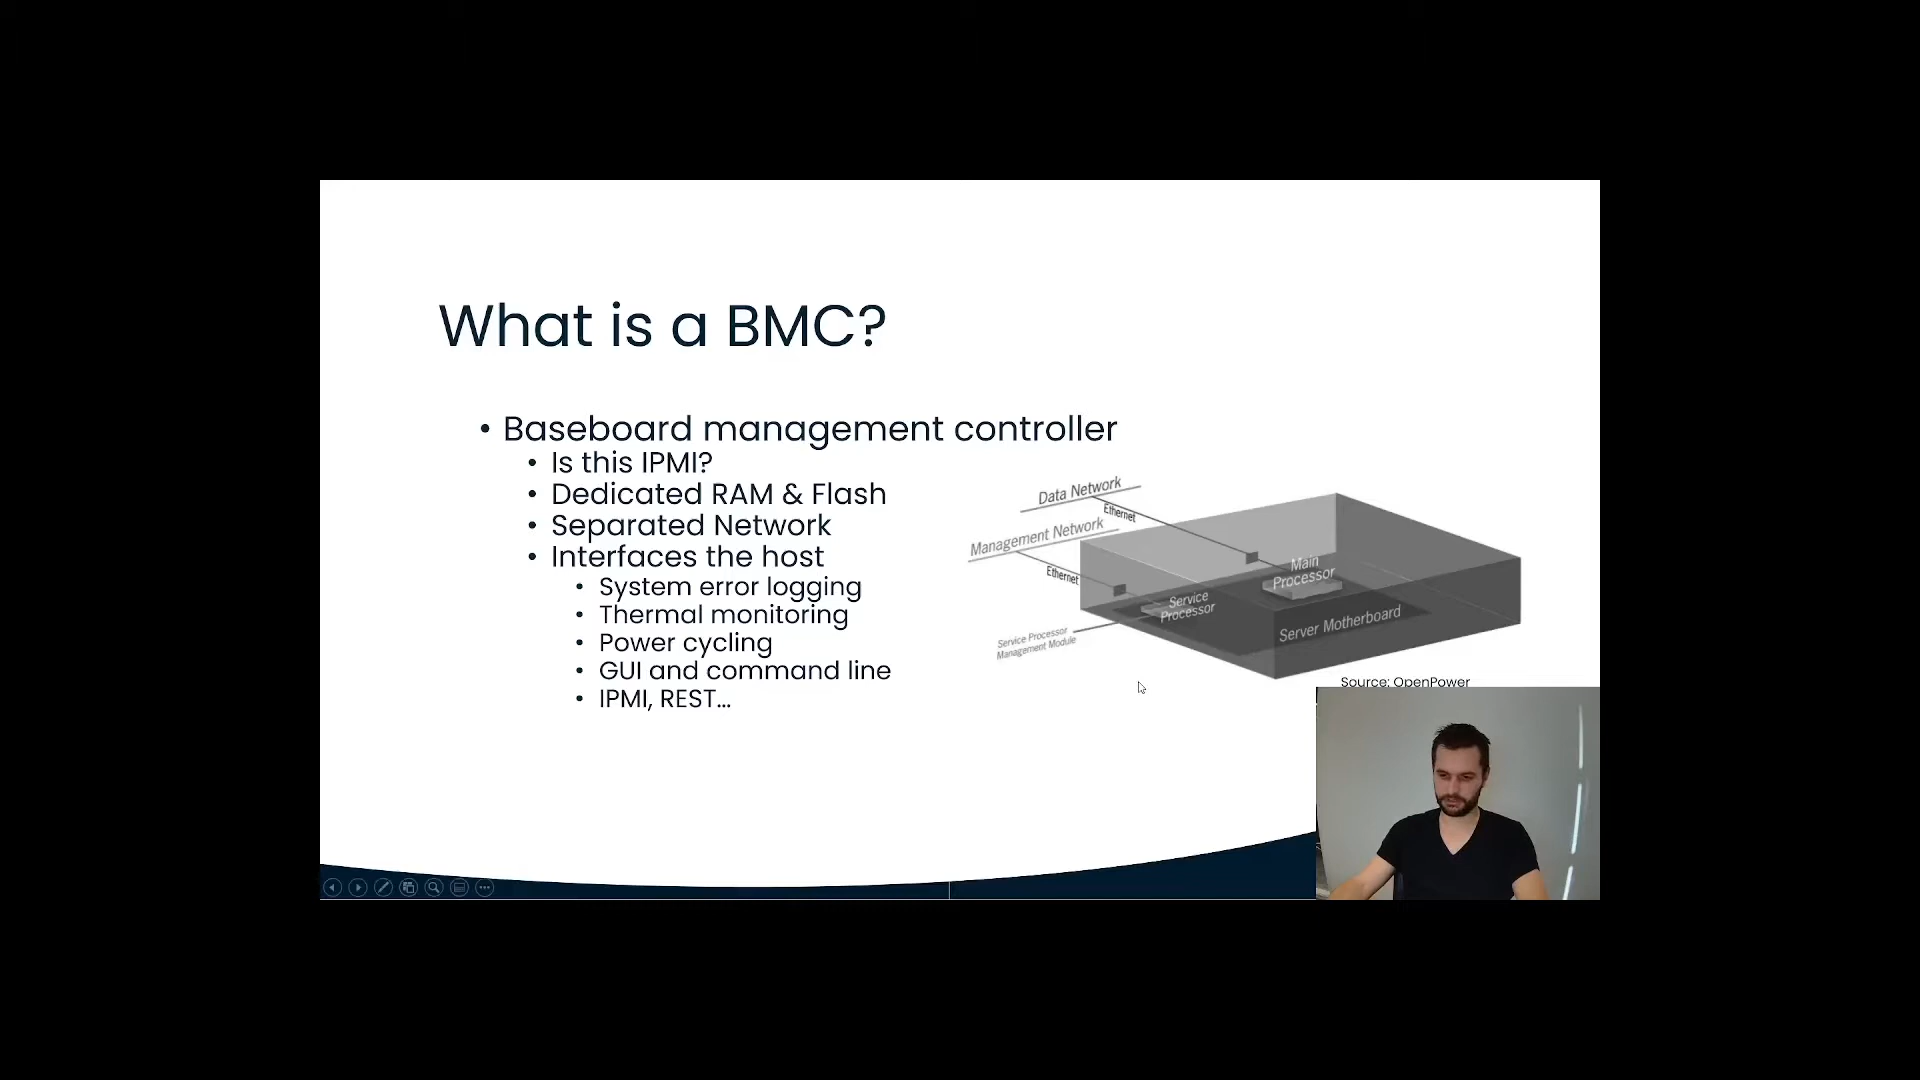 What is a BMC?
• Baseboard management controller
• Is this IPMI?
• Dedicated RAM & Flash
• Separated Network
• Interfaces the host
• System error logging
• Thermal monitoring
• Power cycling
• GUI and command line
• IPMI, REST...
Data Network
Ethernet
Management Network
Ethernet
Main
Processor
Service
Processor
Server Motherboard
Service Processor
Management Module
Source: OpenPower